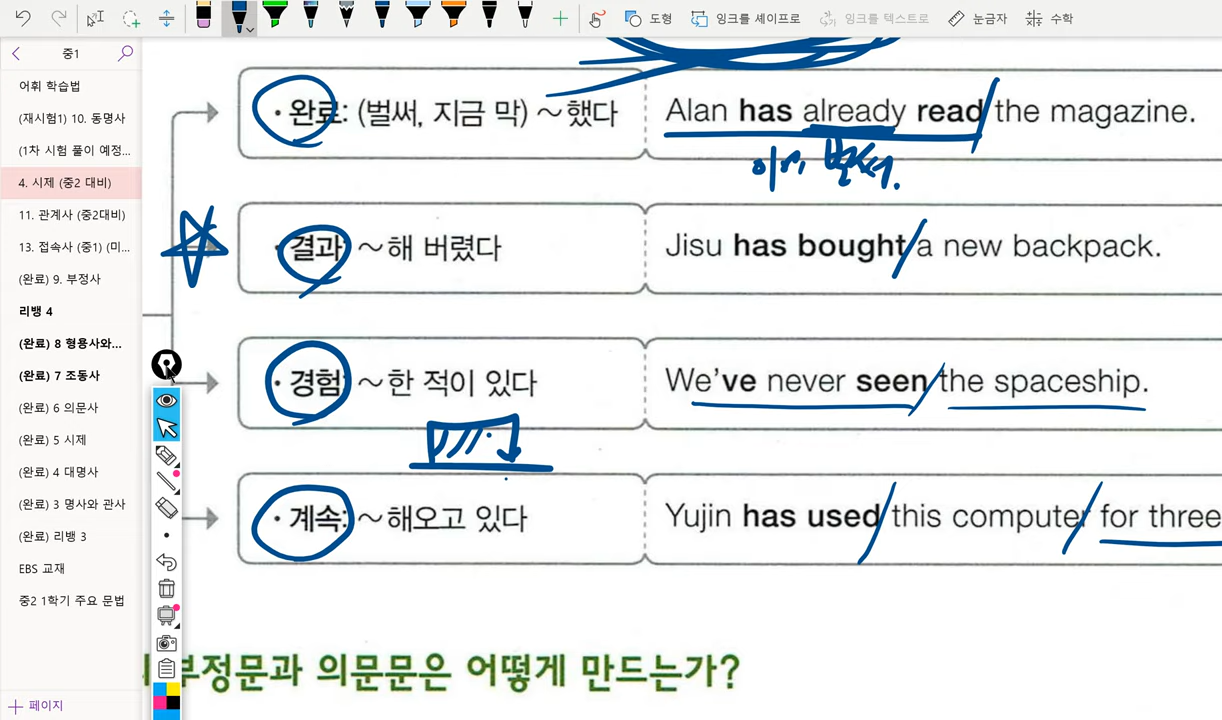 도형 잉크를 셰이프로 잉크를 텍스트로 눈금자 수학
중1
어휘 학습법
(재시험1) 10. 동명사
(1차 시험 풀이 예정...
4. 시제 (중2 대비)
11. 관계사 (중2대비)
13. 접속사 (중1) (미...
(완료) 9. 부정사
리뱅 4
(완료) 8 형용사와...
(완료) 7 조동사
(완료) 6 의문사
(완료) 5 시제
(완료) 4 대명사
(완료) 3 명사와 관사
(완료) 리뱅 3
EBS 교재
중2 1학기 주요 문법
페이지
· 완료: (벌써, 지금 막) ~했다 Alan has already read the magazine.
이미, 벌써.
· 결과: ~해 버렸다 Jisu has bought a new backpack.
· 경험: ~한 적이 있다 We've never seen the spaceship.
· 계속: ~해오고 있다 Yujin has used this computer for three
부정문과 의문문은 어떻게 만드는가?